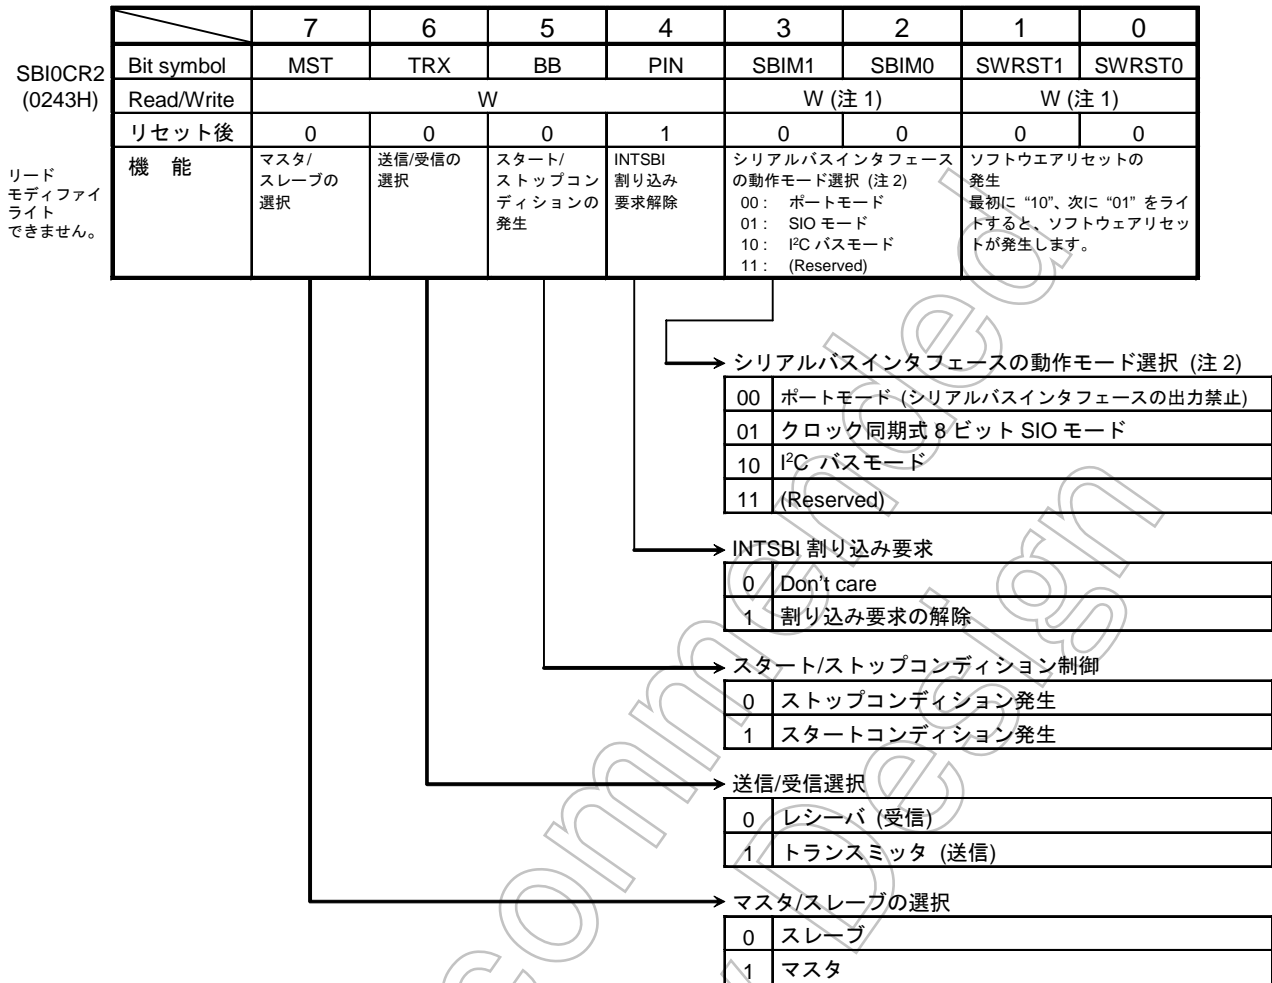 7 6 5 4 3 2 1 0
SBI0CR2
(0243H)
Bit symbol MST TRX BB PIN SBIM1 SBIM0 SWRST1 SWRST0
Read/Write W W (注 1) W (注 1)
リセット後 0 0 0 1 0 0 0 0
リード
モディファイ
ライト
できません。
機 能
マスタ/
スレーブの
選択
送信/受信の
選択
スタート/
ストップコン
ディションの
発生
INTSBI
割り込み
要求解除
シリアルバスインタフェース
の動作モード選択 (注 2)
00 : ポートモード
01 : SIO モード
10 : I²C バスモード
11 : (Reserved)
ソフトウエアリセットの
発生
最初に “10”、次に “01” をライ
トすると、ソフトウェアリセッ
トが発生します。
シリアルバスインタフェースの動作モード選択 (注 2)
00 ポートモード (シリアルバスインタフェースの出力禁止)
01 クロック同期式 8 ビット SIO モード
10 I²C バスモード
11 (Reserved)
INTSBI 割り込み要求
0 Don't care
1 割り込み要求の解除
スタート/ストップコンディション制御
0 ストップコンディション発生
1 スタートコンディション発生
送信/受信選択
0 レシーバ (受信)
1 トランスミッタ (送信)
マスタ/スレーブの選択
0 スレーブ
1 マスタ